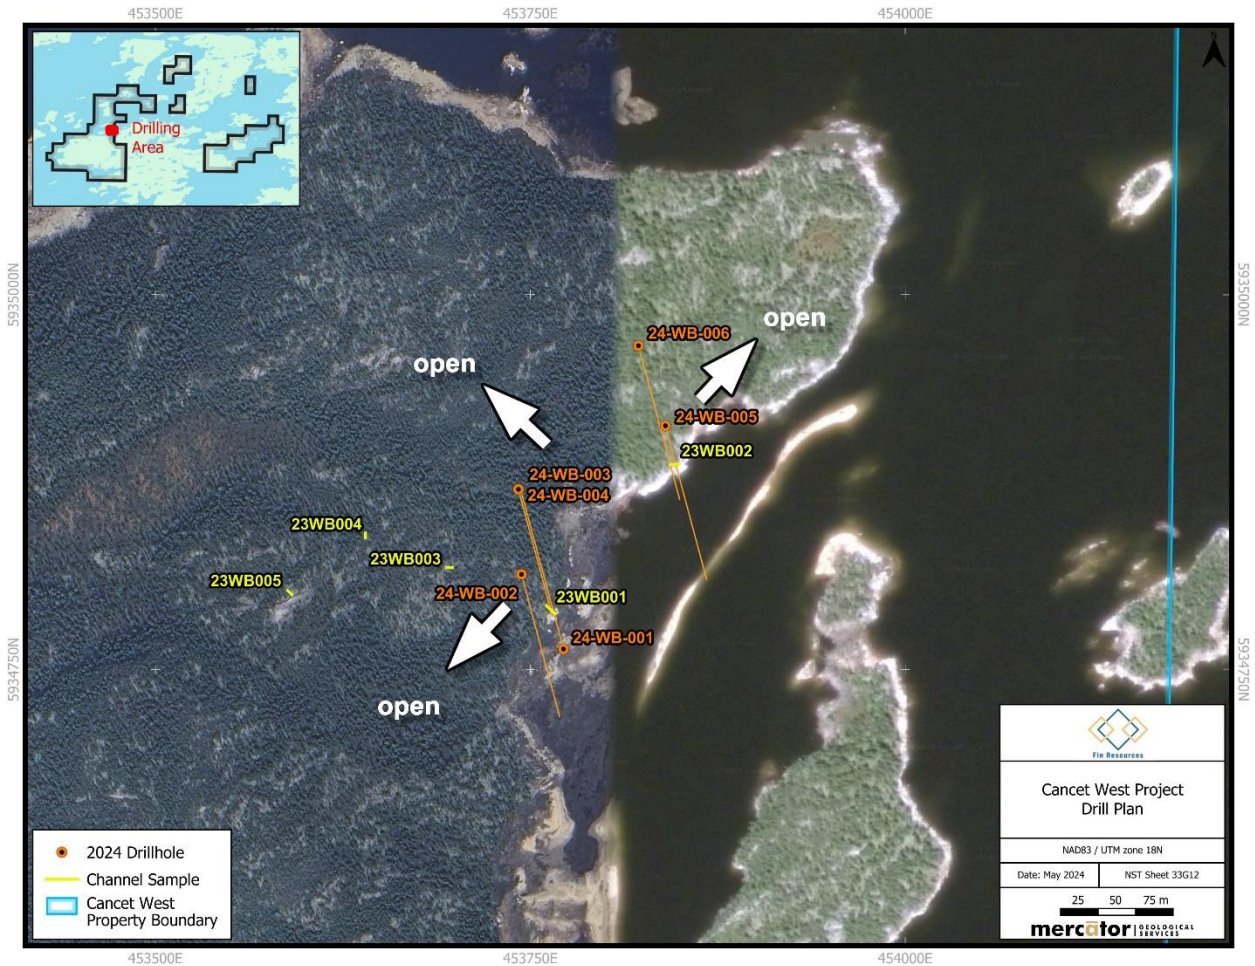 453500E
453750E
454000E
N
Drilling
Area
5935000N
5935000N
open
24-WB-006
open
24-WB-005
23WB002
24-WB-003
24-WB-004
23WB004
23WB003
23WB005
24-WB-002
23WB001
24-WB-001
5934750N
5934750N
open
Fin Resources
Cancet West Project
Drill Plan
NAD83 / UTM zone 18N
Date: May 2024
NST Sheet 33G12
25 50 75 m
mercator GEOLOGICAL
SERVICES
2024 Drillhole
Channel Sample
Cancet West
Property Boundary
453500E
453750E
454000E